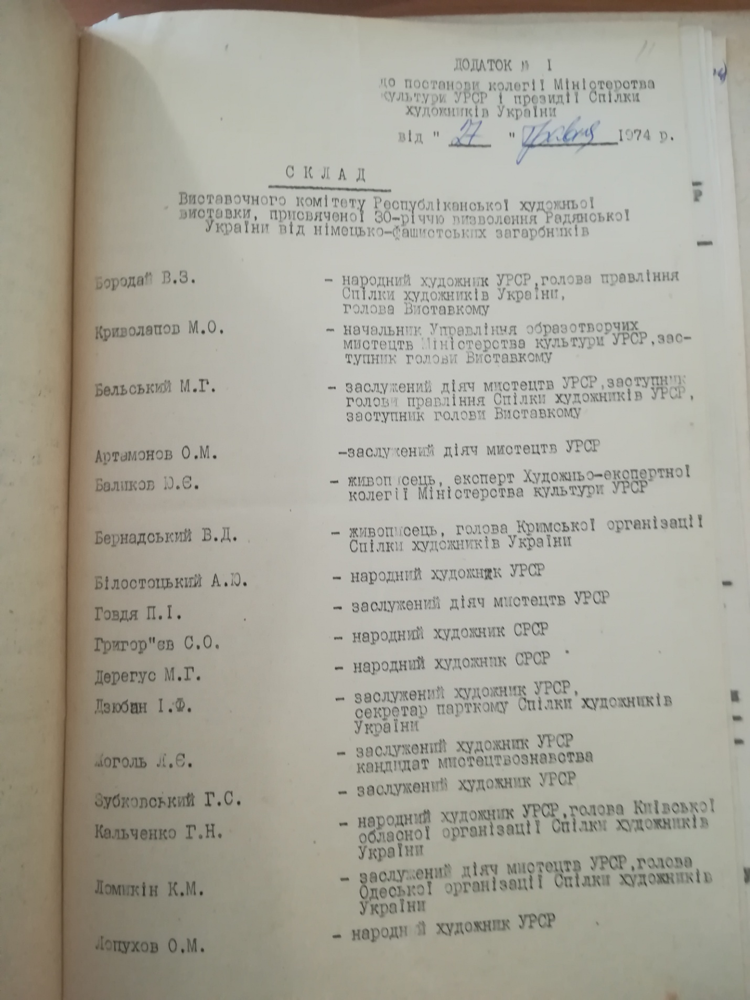 11
ДОДАТОК № І
до постанови колегії Міністерства
культури УРСР і президії Спілки
художників України
від " 27 " травня 1974 р.
С К Л А Д
Виставочного комітету Республіканської художньої
виставки, присвяченої 30-річчю визволення Радянської
України від німецько-фашистських загарбників
Бородай В.З. – народний художник УРСР,голова правління
Спілки художників України,
голова Виставкому
Криволапов М.О. – начальник Управління образотворчих
мистецтв Міністерства культури УРСР,зас-
тупник голови Виставкому
Бельський М.Г. – заслужений діяч мистецтв УРСР,заступник
голови правління Спілки художників УРСР,
заступник голови Виставкому
Артамонов О.М. –заслужений діяч мистецтв УРСР
Баликов Ю.Є. – живописець, експерт Художньо-експертної
колегії Міністерства культури УРСР
Бернадський В.Д. – живописець, голова Кримської організації
Спілки художників України
Білостоцький А.Ю. – народний художник УРСР
Говдя П.І. – заслужений діяч мистецтв УРСР
Григор"єв С.О. – народний художник СРСР
Дерегус М.Г. – народний художник СРСР
Дзюбан І.Ф. – заслужений художник УРСР,
секретар парткому Спілки художників
України
Жоголь Л.Є. – заслужений художник УРСР
кандидат мистецтвознавства
Зубковський Г.С. – заслужений художник УРСР
Кальченко Г.Н. – народний художник УРСР,голова Київської
обласної організації Спілки художників
України
Ломикін К.М. – заслужений діяч мистецтв УРСР,голова
Одеської організації Спілки художників
України
Лопухов О.М. – народний художник УРСР